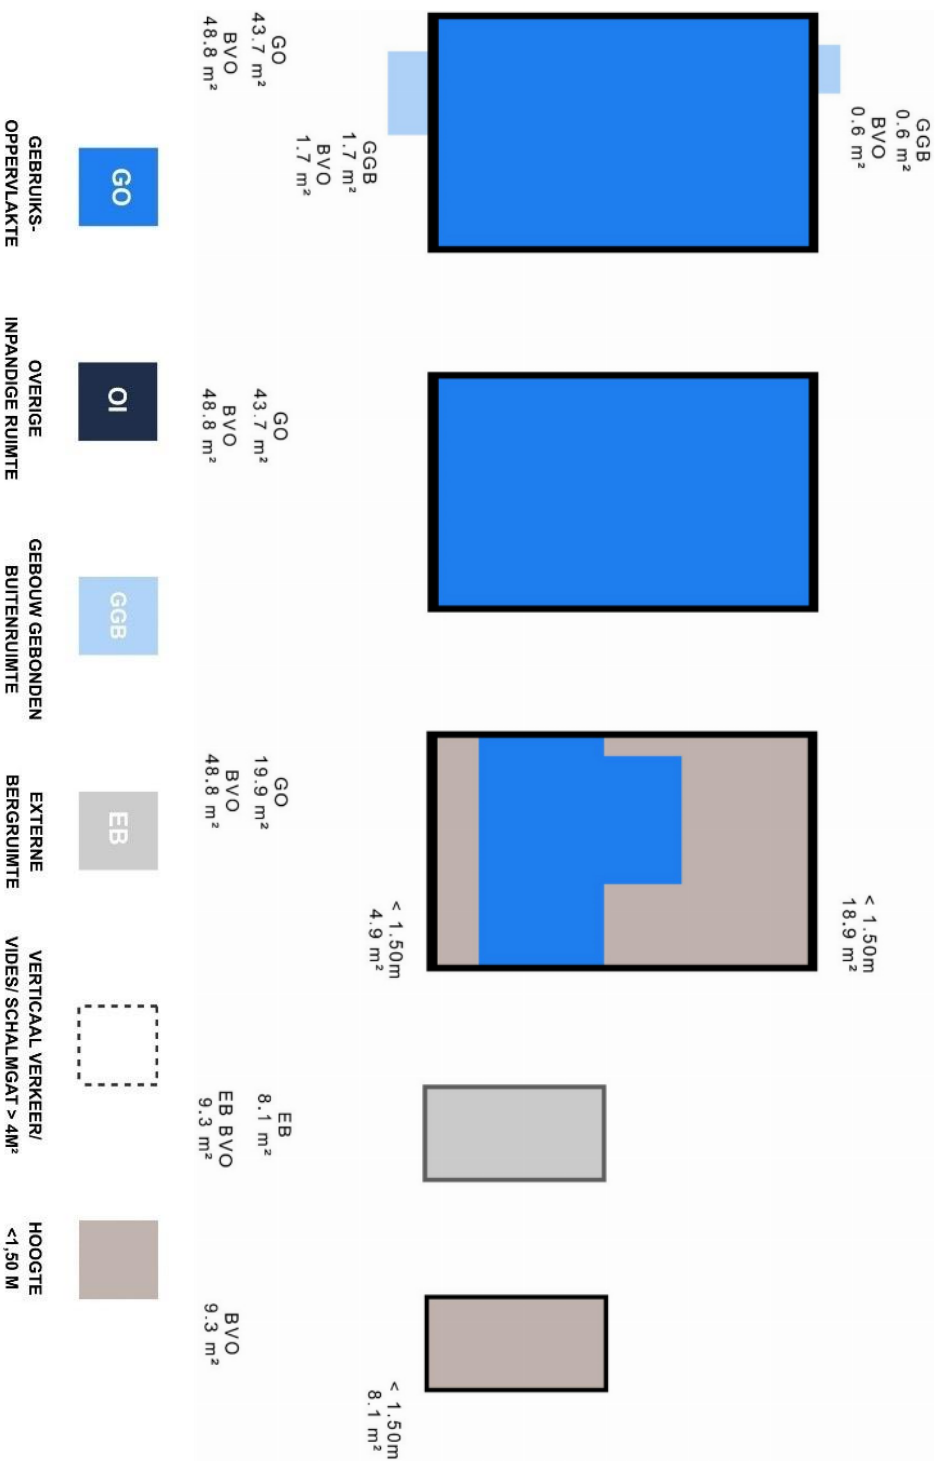 GGB
0.6 m²
BVO
0.6 m²
GO
43.7 m²
BVO
48.8 m²
GGB
1.7 m²
BVO
1.7 m²
GO
43.7 m²
BVO
48.8 m²
< 1.50m
18.9 m²
< 1.50m
4.9 m²
GO
19.9 m²
BVO
48.8 m²
EB
8.1 m²
EB BVO
9.3 m²
< 1.50m
8.1 m²
BVO
9.3 m²
GO
GEBRUIKS-
OPPERVLAKTE
OI
OVERIGE
INPANDIGE RUIMTE
GGB
GEBOUW GEBONDEN
BUITENRUIMTE
EB
EXTERNE
BERGRUIMTE
VERTICAAL VERKEER/
VIDES/ SCHALMGAT > 4M²
HOOGTE
<1,50 M